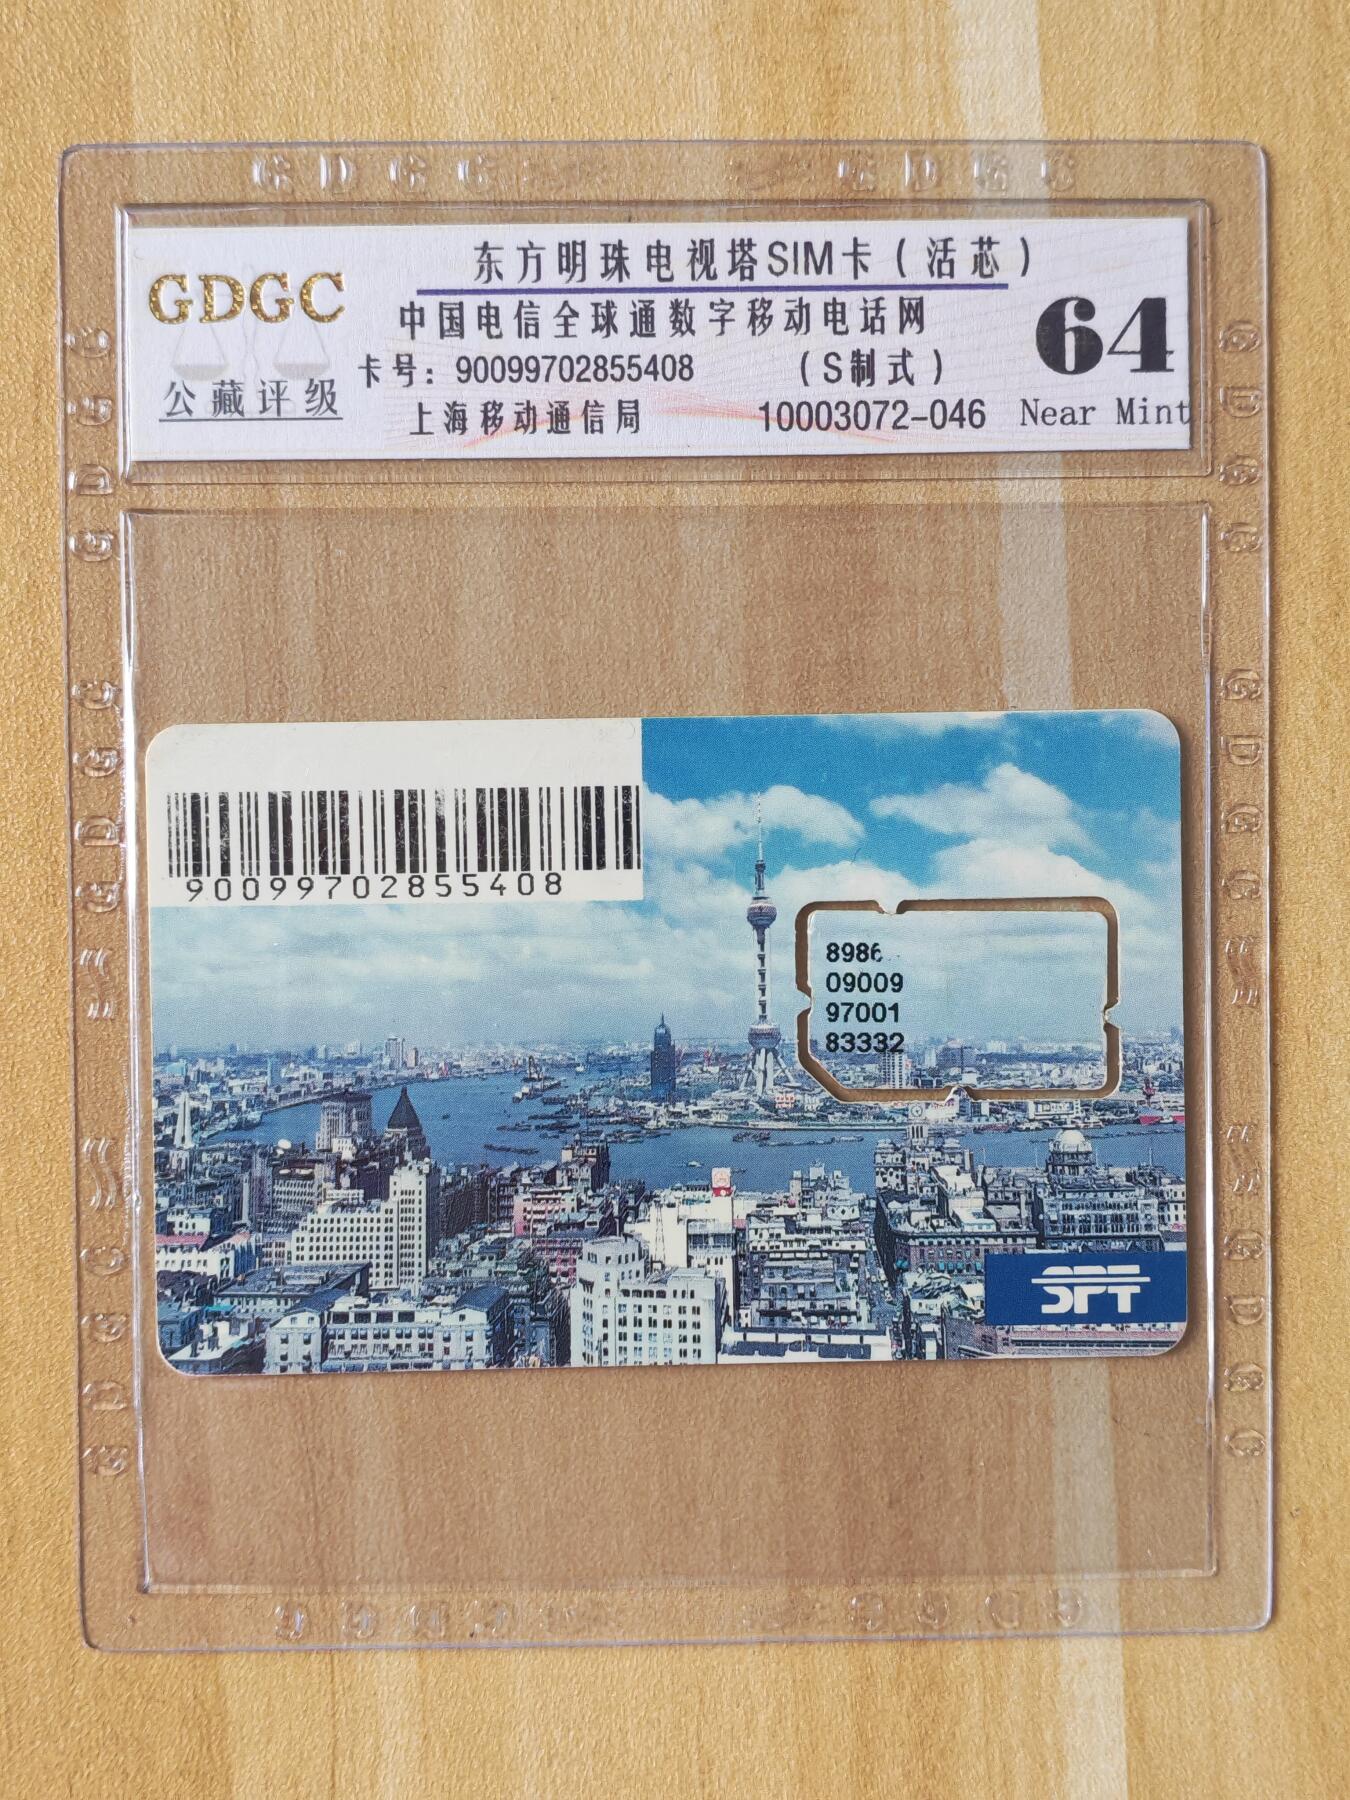 GDGC
公藏评级
东方明珠电视塔SIM卡（活芯）
中国电信全球通数字移动电话网
卡号：90099702855408 （S制式）
上海移动通信局 10003072-046
64
Near Mint
90099702855408
8986
09009
97001
83332
SPT